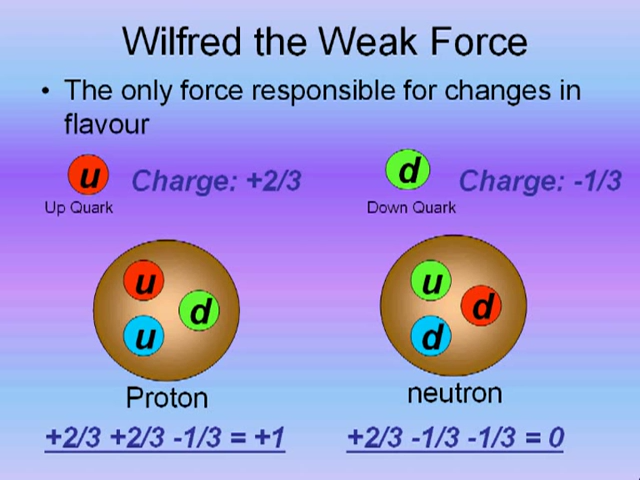 Wilfred the Weak Force
• The only force responsible for changes in
flavour
u Charge: +2/3
Up Quark
d Charge: -1/3
Down Quark
u
d
u
Proton
+2/3 +2/3 -1/3 = +1
u
d
d
neutron
+2/3 -1/3 -1/3 = 0